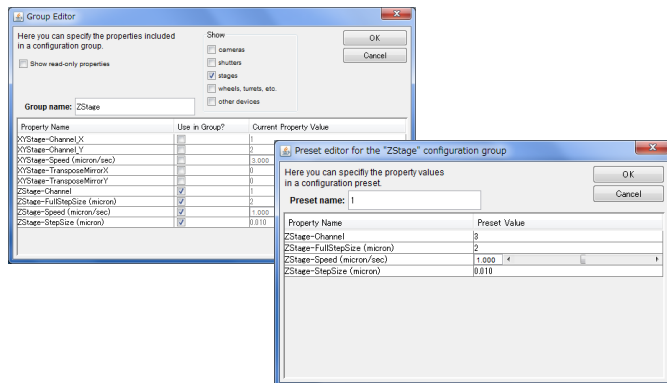 Group Editor
Here you can specify the properties included
in a configuration group.
Show read-only properties
Show
cameras
shutters
stages
wheels, turrets, etc.
other devices
OK
Cancel
Group name: ZStage
Property Name Use in Group? Current Property Value
XYStage-Channel_X 1
XYStage-Channel_Y 2
XYStage-Speed (micron/sec) 3.000
XYStage-TransposeMirrorX 0
XYStage-TransposeMirrorY 0
ZStage-Channel 1
ZStage-FullStepSize (micron) 2
ZStage-Speed (micron/sec) 1.000
ZStage-StepSize (micron) 0.010
Preset editor for the "ZStage" configuration group
Here you can specifiy the property values
in a configuration preset.
Preset name: 1
OK
Cancel
Property Name Preset Value
ZStage-Channel 3
ZStage-FullStepSize (micron) 2
ZStage-Speed (micron/sec) 1.000
ZStage-StepSize (micron) 0.010